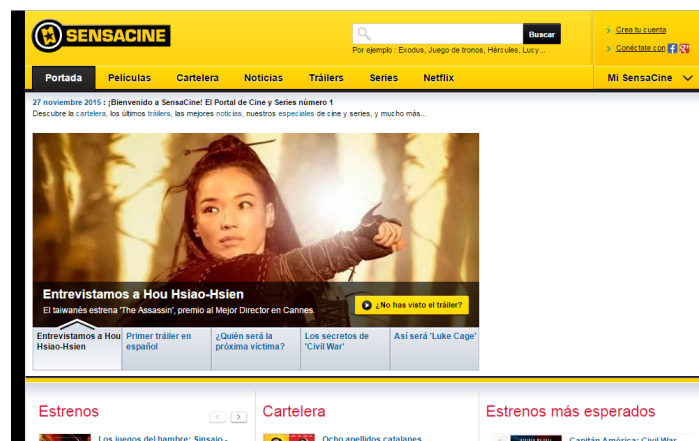 SENSACINE
Buscar
Por ejemplo : Exodus, Juego de tronos, Hércules, Lucy...
Crea tu cuenta
Conéctate con
Portada Películas Cartelera Noticias Tráilers Series Netflix Mi SensaCine
27 noviembre 2015 : ¡Bienvenido a SensaCine! El Portal de Cine y Series número 1
Descubre la cartelera, los últimos tráilers, las mejores noticias, nuestros especiales de cine y series, y mucho más...
Entrevistamos a Hou Hsiao-Hsien
El taiwanés estrena 'The Assassin', premio al Mejor Director en Cannes.
¿No has visto el tráiler?
Entrevistamos a Hou
Hsiao-Hsien
Primer tráiler en
español
¿Quién será la
próxima víctima?
Los secretos de
'Civil War'
Así será 'Luke Cage'
Estrenos
Cartelera
Estrenos más esperados
Los juegos del hambre: Sinsajo -
Ocho apellidos catalanes
Capitán América: Civil War